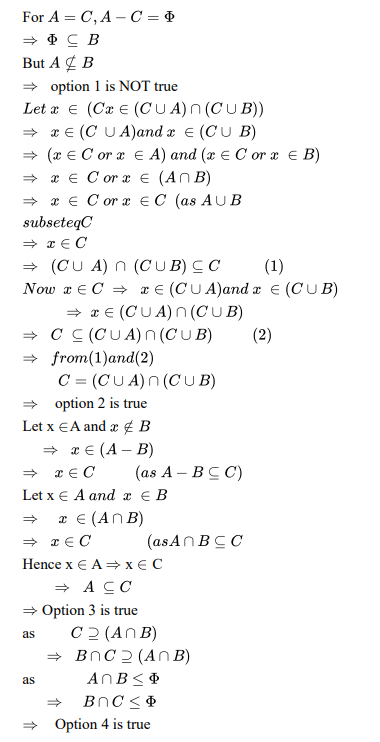 For A = C, A − C = Φ
⇒ Φ ⊆ B
But A ⊈ B
⇒ option 1 is NOT true
Let x ∈ (Cx ∈ (C ∪ A) ∩ (C ∪ B))
⇒ x ∈ (C ∪ A)and x ∈ (C ∪ B)
⇒ (x ∈ C or x ∈ A) and (x ∈ C or x ∈ B)
⇒ x ∈ C or x ∈ (A ∩ B)
⇒ x ∈ C or x ∈ C (as A ∪ B
subseteqC
⇒ x ∈ C
⇒ (C ∪ A) ∩ (C ∪ B) ⊆ C (1)
Now x ∈ C ⇒ x ∈ (C ∪ A)and x ∈ (C ∪ B)
⇒ x ∈ (C ∪ A) ∩ (C ∪ B)
⇒ C ⊆ (C ∪ A) ∩ (C ∪ B) (2)
⇒ from(1)and(2)
C = (C ∪ A) ∩ (C ∪ B)
⇒ option 2 is true
Let x ∈A and x ∉ B
⇒ x ∈ (A − B)
⇒ x ∈ C (as A − B ⊆ C)
Let x ∈ A and x ∈ B
⇒ x ∈ (A ∩ B)
⇒ x ∈ C (asA ∩ B ⊆ C
Hence x ∈ A ⇒ x ∈ C
⇒ A ⊆ C
⇒ Option 3 is true
as C ⊇ (A ∩ B)
⇒ B ∩ C ⊇ (A ∩ B)
as A ∩ B ≤ Φ
⇒ B ∩ C ≤ Φ
⇒ Option 4 is true